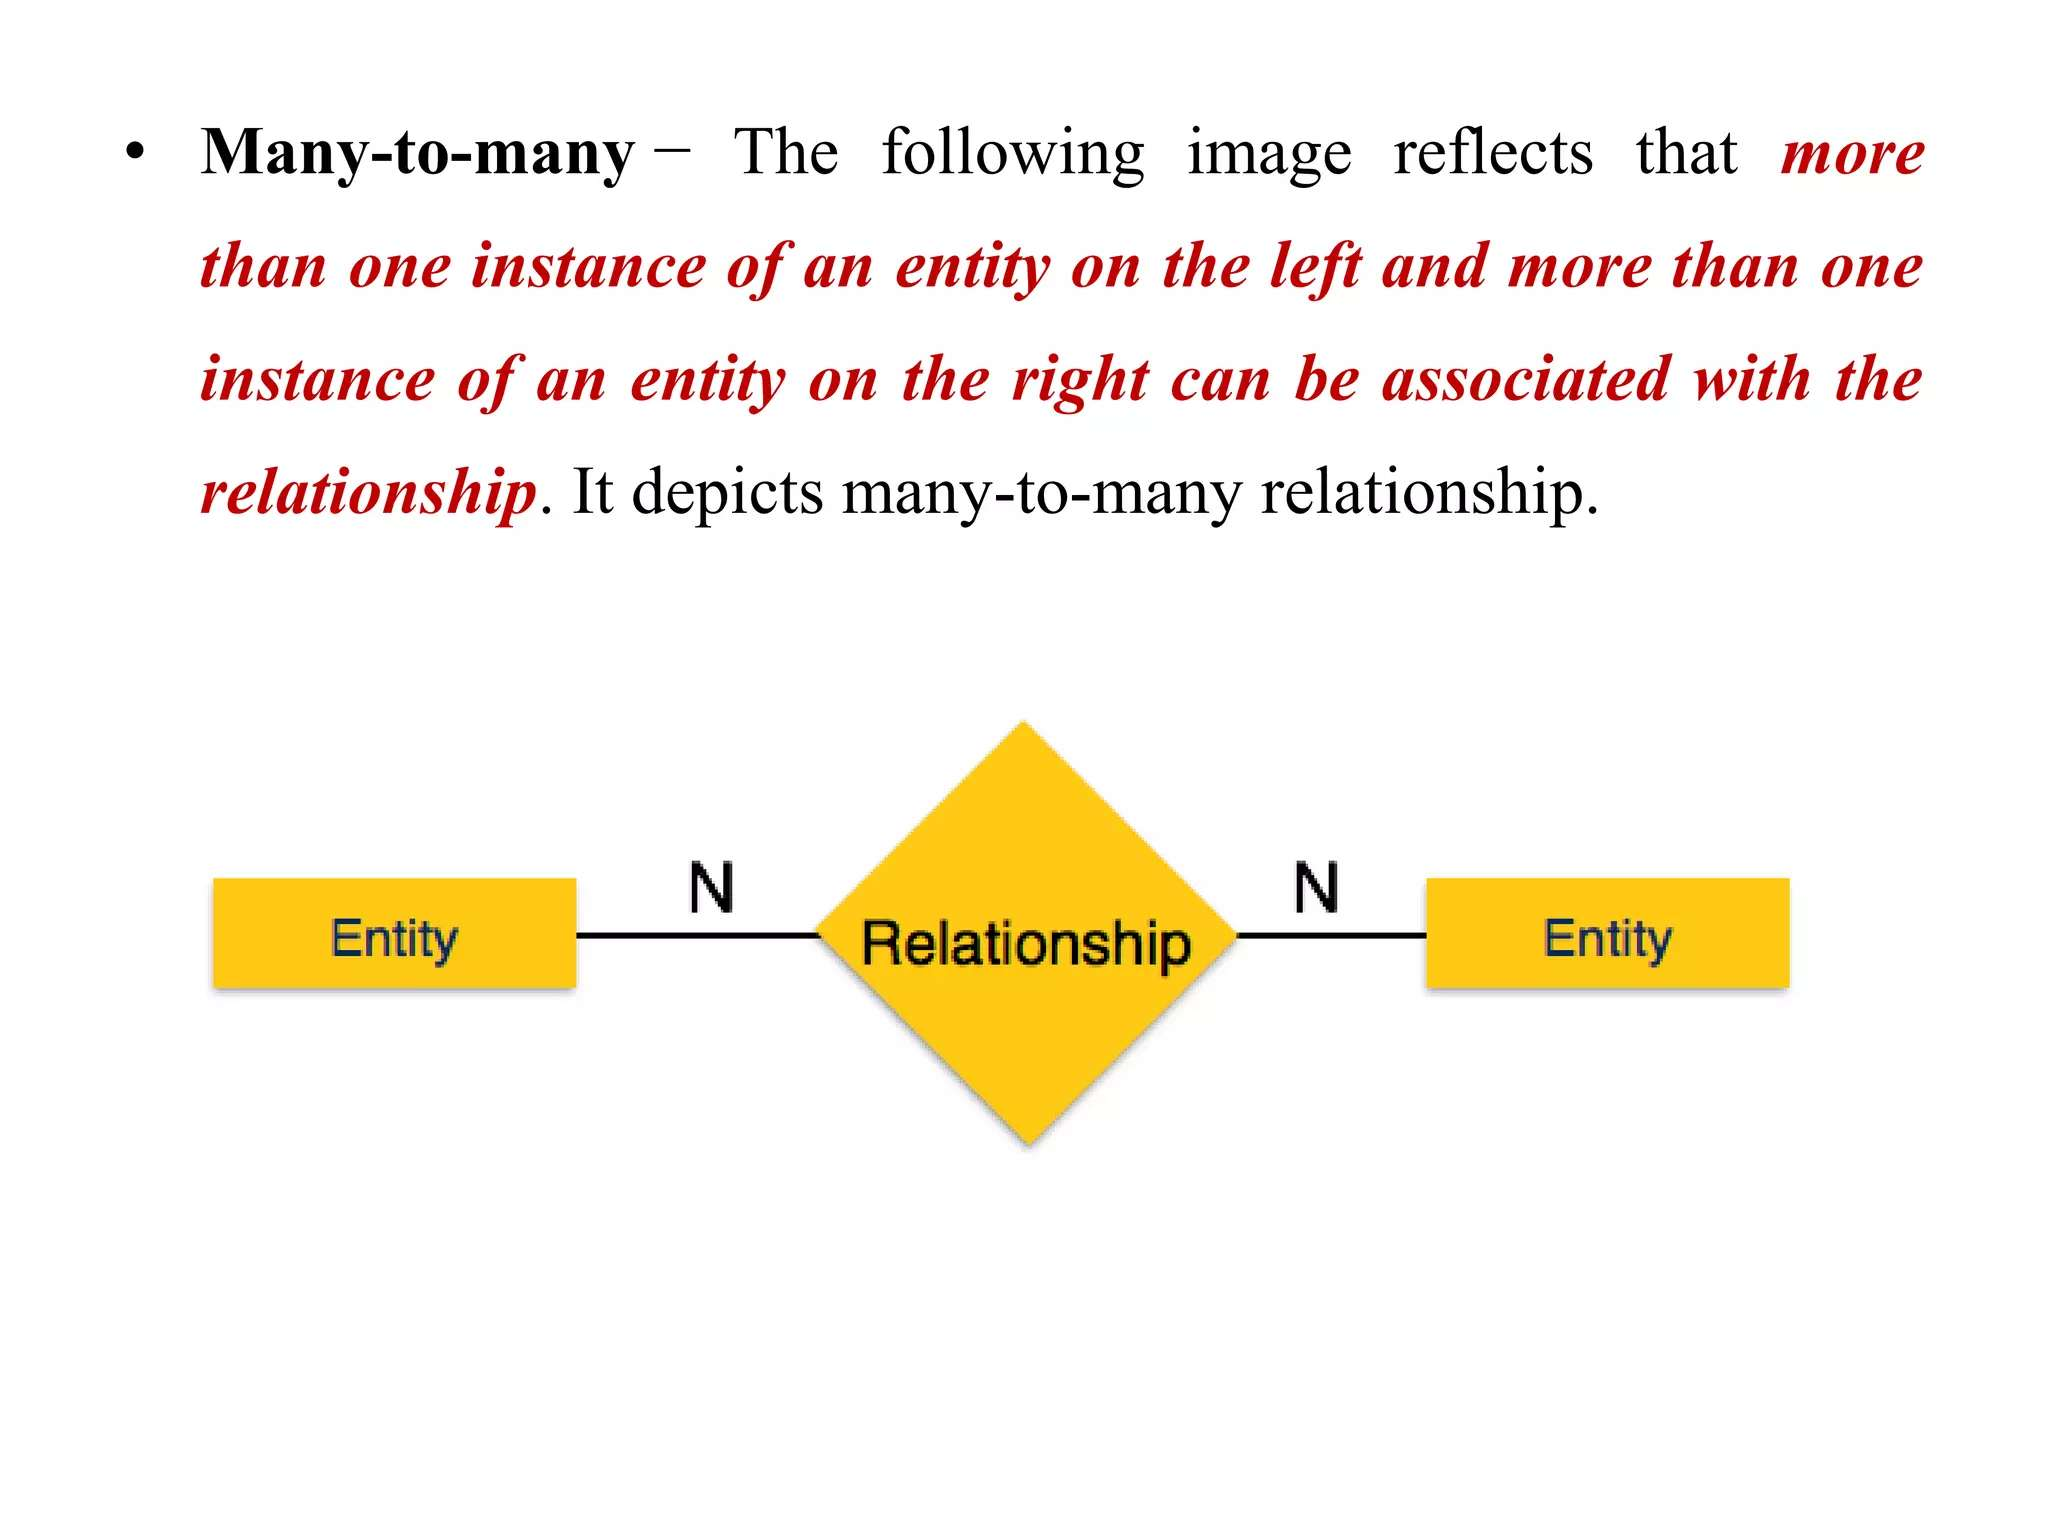 • Many-to-many − The following image reflects that more
than one instance of an entity on the left and more than one
instance of an entity on the right can be associated with the
relationship. It depicts many-to-many relationship.
N N
Entity Relationship Entity